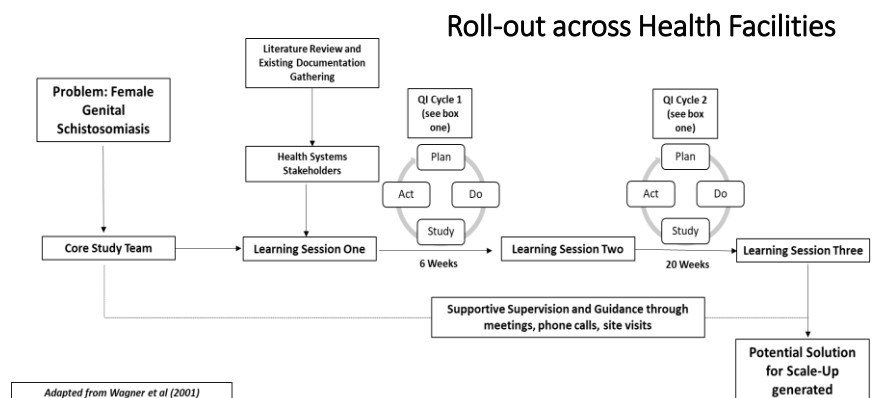 Roll-out across Health Facilities
Literature Review and
Existing Documentation
Gathering
Problem: Female
Genital
Schistosomiasis
QI Cycle 1
(see box
one)
QI Cycle 2
(see box
one)
Health Systems
Stakeholders
Plan
Act
Do
Study
Plan
Act
Do
Study
Core Study Team
Learning Session One
6 Weeks
Learning Session Two
20 Weeks
Learning Session Three
Supportive Supervision and Guidance through
meetings, phone calls, site visits
Potential Solution
for Scale-Up
generated
Adapted from Wagner et al (2001)